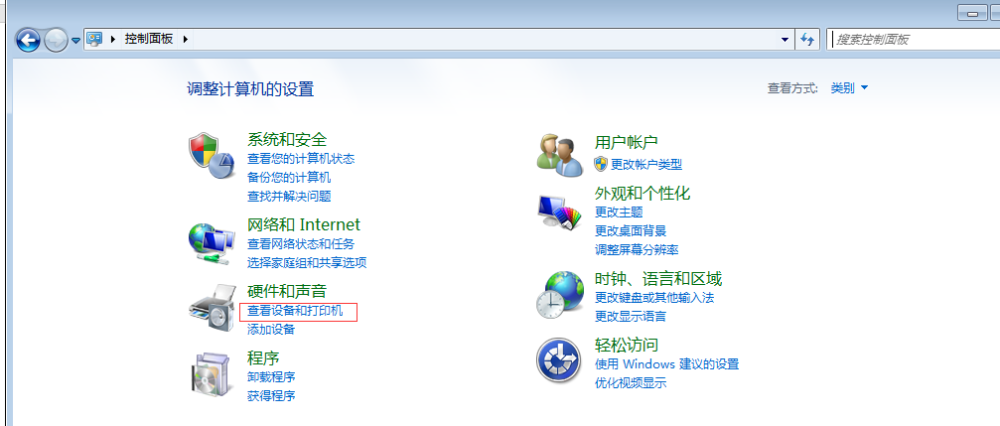 控制面板
搜索控制面板
调整计算机的设置
查看方式: 类别
系统和安全
查看您的计算机状态
备份您的计算机
查找并解决问题
网络和 Internet
查看网络状态和任务
选择家庭组和共享选项
硬件和声音
查看设备和打印机
添加设备
程序
卸载程序
获得程序
用户帐户
更改帐户类型
外观和个性化
更改主题
更改桌面背景
调整屏幕分辨率
时钟、语言和区域
更改键盘或其他输入法
更改显示语言
轻松访问
使用 Windows 建议的设置
优化视频显示